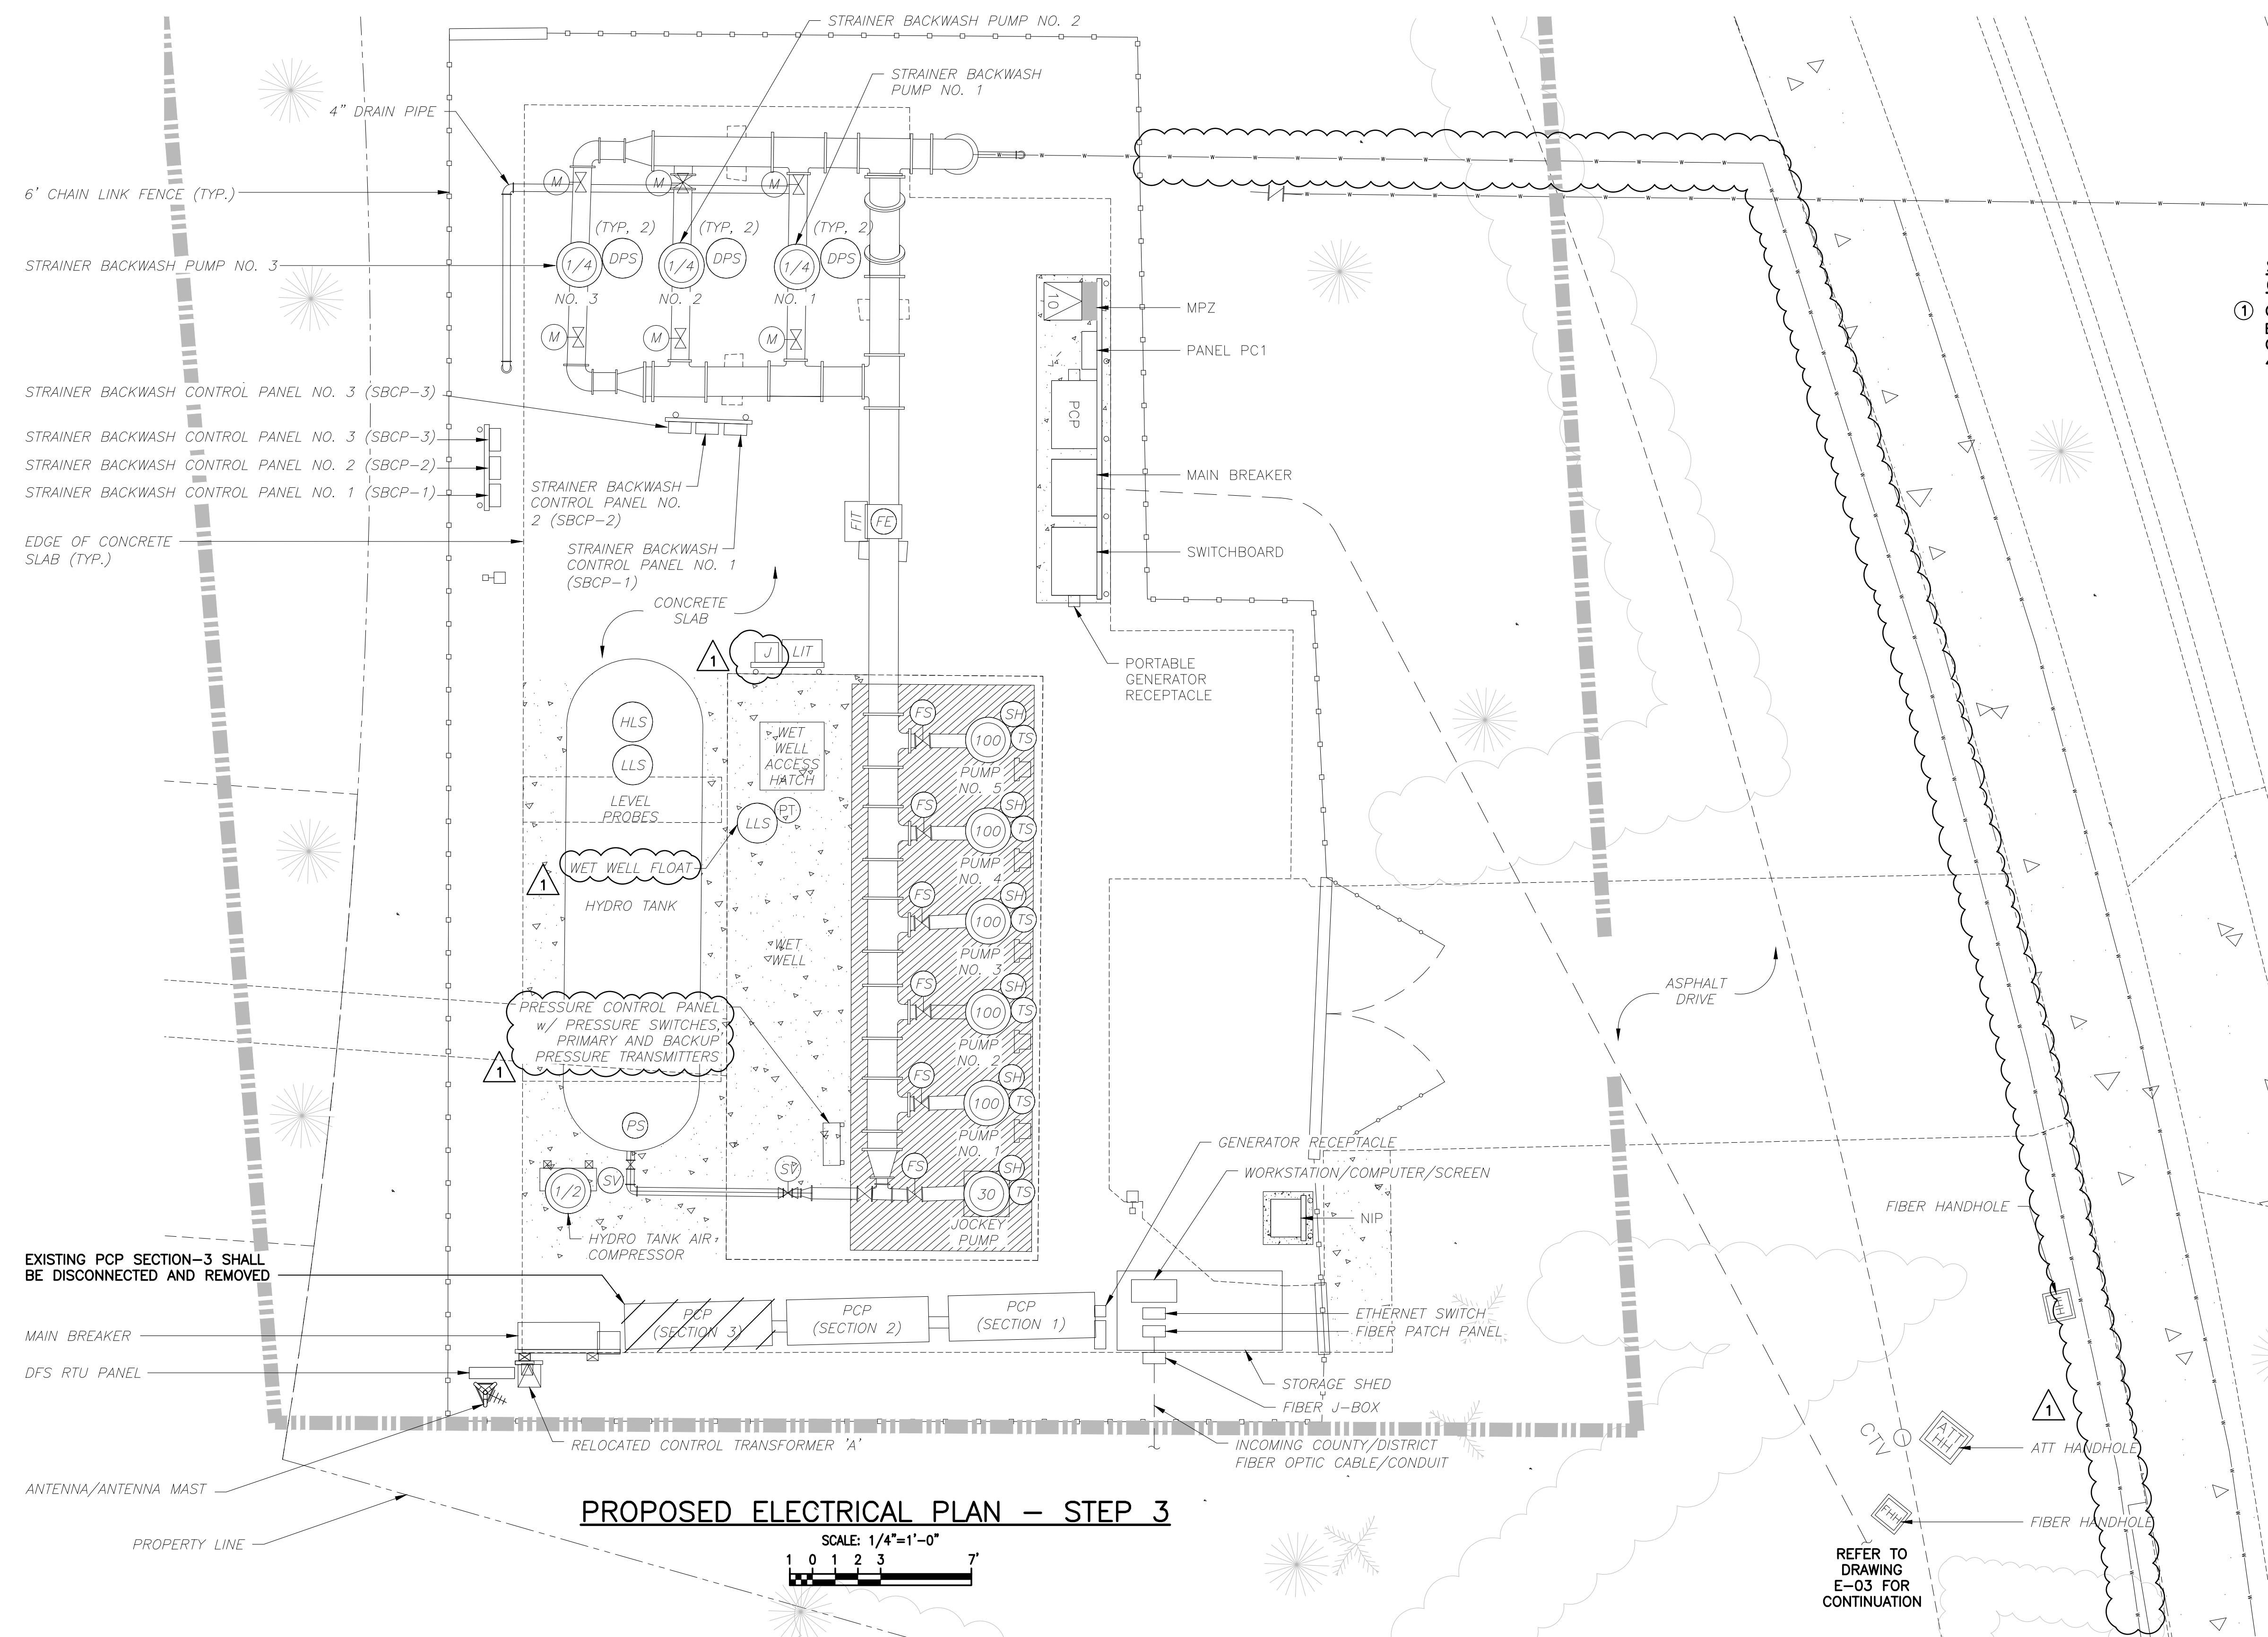 STRAINER BACKWASH PUMP NO. 2
STRAINER BACKWASH
PUMP NO. 1
4" DRAIN PIPE
6' CHAIN LINK FENCE (TYP.)
M
M
M
(TYP, 2)
(TYP, 2)
(TYP, 2)
STRAINER BACKWASH PUMP NO. 3
1/4
DPS
1/4
DPS
1/4
DPS
NO. 3
NO. 2
NO. 1
M
M
M
10
MPZ
PANEL PC1
PCP
MAIN BREAKER
SWITCHBOARD
PORTABLE
GENERATOR
RECEPTACLE
1
STRAINER BACKWASH CONTROL PANEL NO. 3 (SBCP-3)
STRAINER BACKWASH CONTROL PANEL NO. 3 (SBCP-3)
STRAINER BACKWASH CONTROL PANEL NO. 2 (SBCP-2)
STRAINER BACKWASH CONTROL PANEL NO. 1 (SBCP-1)
STRAINER BACKWASH
CONTROL PANEL NO.
2 (SBCP-2)
STRAINER BACKWASH
CONTROL PANEL NO. 1
(SBCP-1)
EDGE OF CONCRETE
SLAB (TYP.)
FIT
FE
CONCRETE
SLAB
1
J
LIT
HLS
LLS
LEVEL
PROBES
WET
WELL
ACCESS
HATCH
LLS
PT
WET WELL FLOAT
1
HYDRO TANK
WET
WELL
FS
SH
100
TS
PUMP
NO. 5
FS
SH
100
TS
PUMP
NO. 4
FS
SH
100
TS
PUMP
NO. 3
FS
SH
100
TS
PUMP
NO. 2
FS
SH
100
TS
PUMP
NO. 1
FS
SH
30
TS
JOCKEY
PUMP
PRESSURE CONTROL PANEL
w/ PRESSURE SWITCHES,
PRIMARY AND BACKUP
PRESSURE TRANSMITTERS
1
PS
1/2
SV
SV
HYDRO TANK AIR
COMPRESSOR
ASPHALT
DRIVE
GENERATOR RECEPTACLE
WORKSTATION/COMPUTER/SCREEN
NIP
FIBER HANDHOLE
FHH
EXISTING PCP SECTION-3 SHALL
BE DISCONNECTED AND REMOVED
PCP
(SECTION 3)
PCP
(SECTION 2)
PCP
(SECTION 1)
ETHERNET SWITCH
FIBER PATCH PANEL
MAIN BREAKER
DFS RTU PANEL
STORAGE SHED
FIBER J-BOX
RELOCATED CONTROL TRANSFORMER 'A'
INCOMING COUNTY/DISTRICT
FIBER OPTIC CABLE/CONDUIT
1
CTV
ATT
HH
ATT HANDHOLE
ANTENNA/ANTENNA MAST
PROPERTY LINE
FHH
FIBER HANDHOLE
REFER TO
DRAWING
E-03 FOR
CONTINUATION
PROPOSED ELECTRICAL PLAN - STEP 3
SCALE: 1/4"=1'-0"
1 0 1 2 3 7'